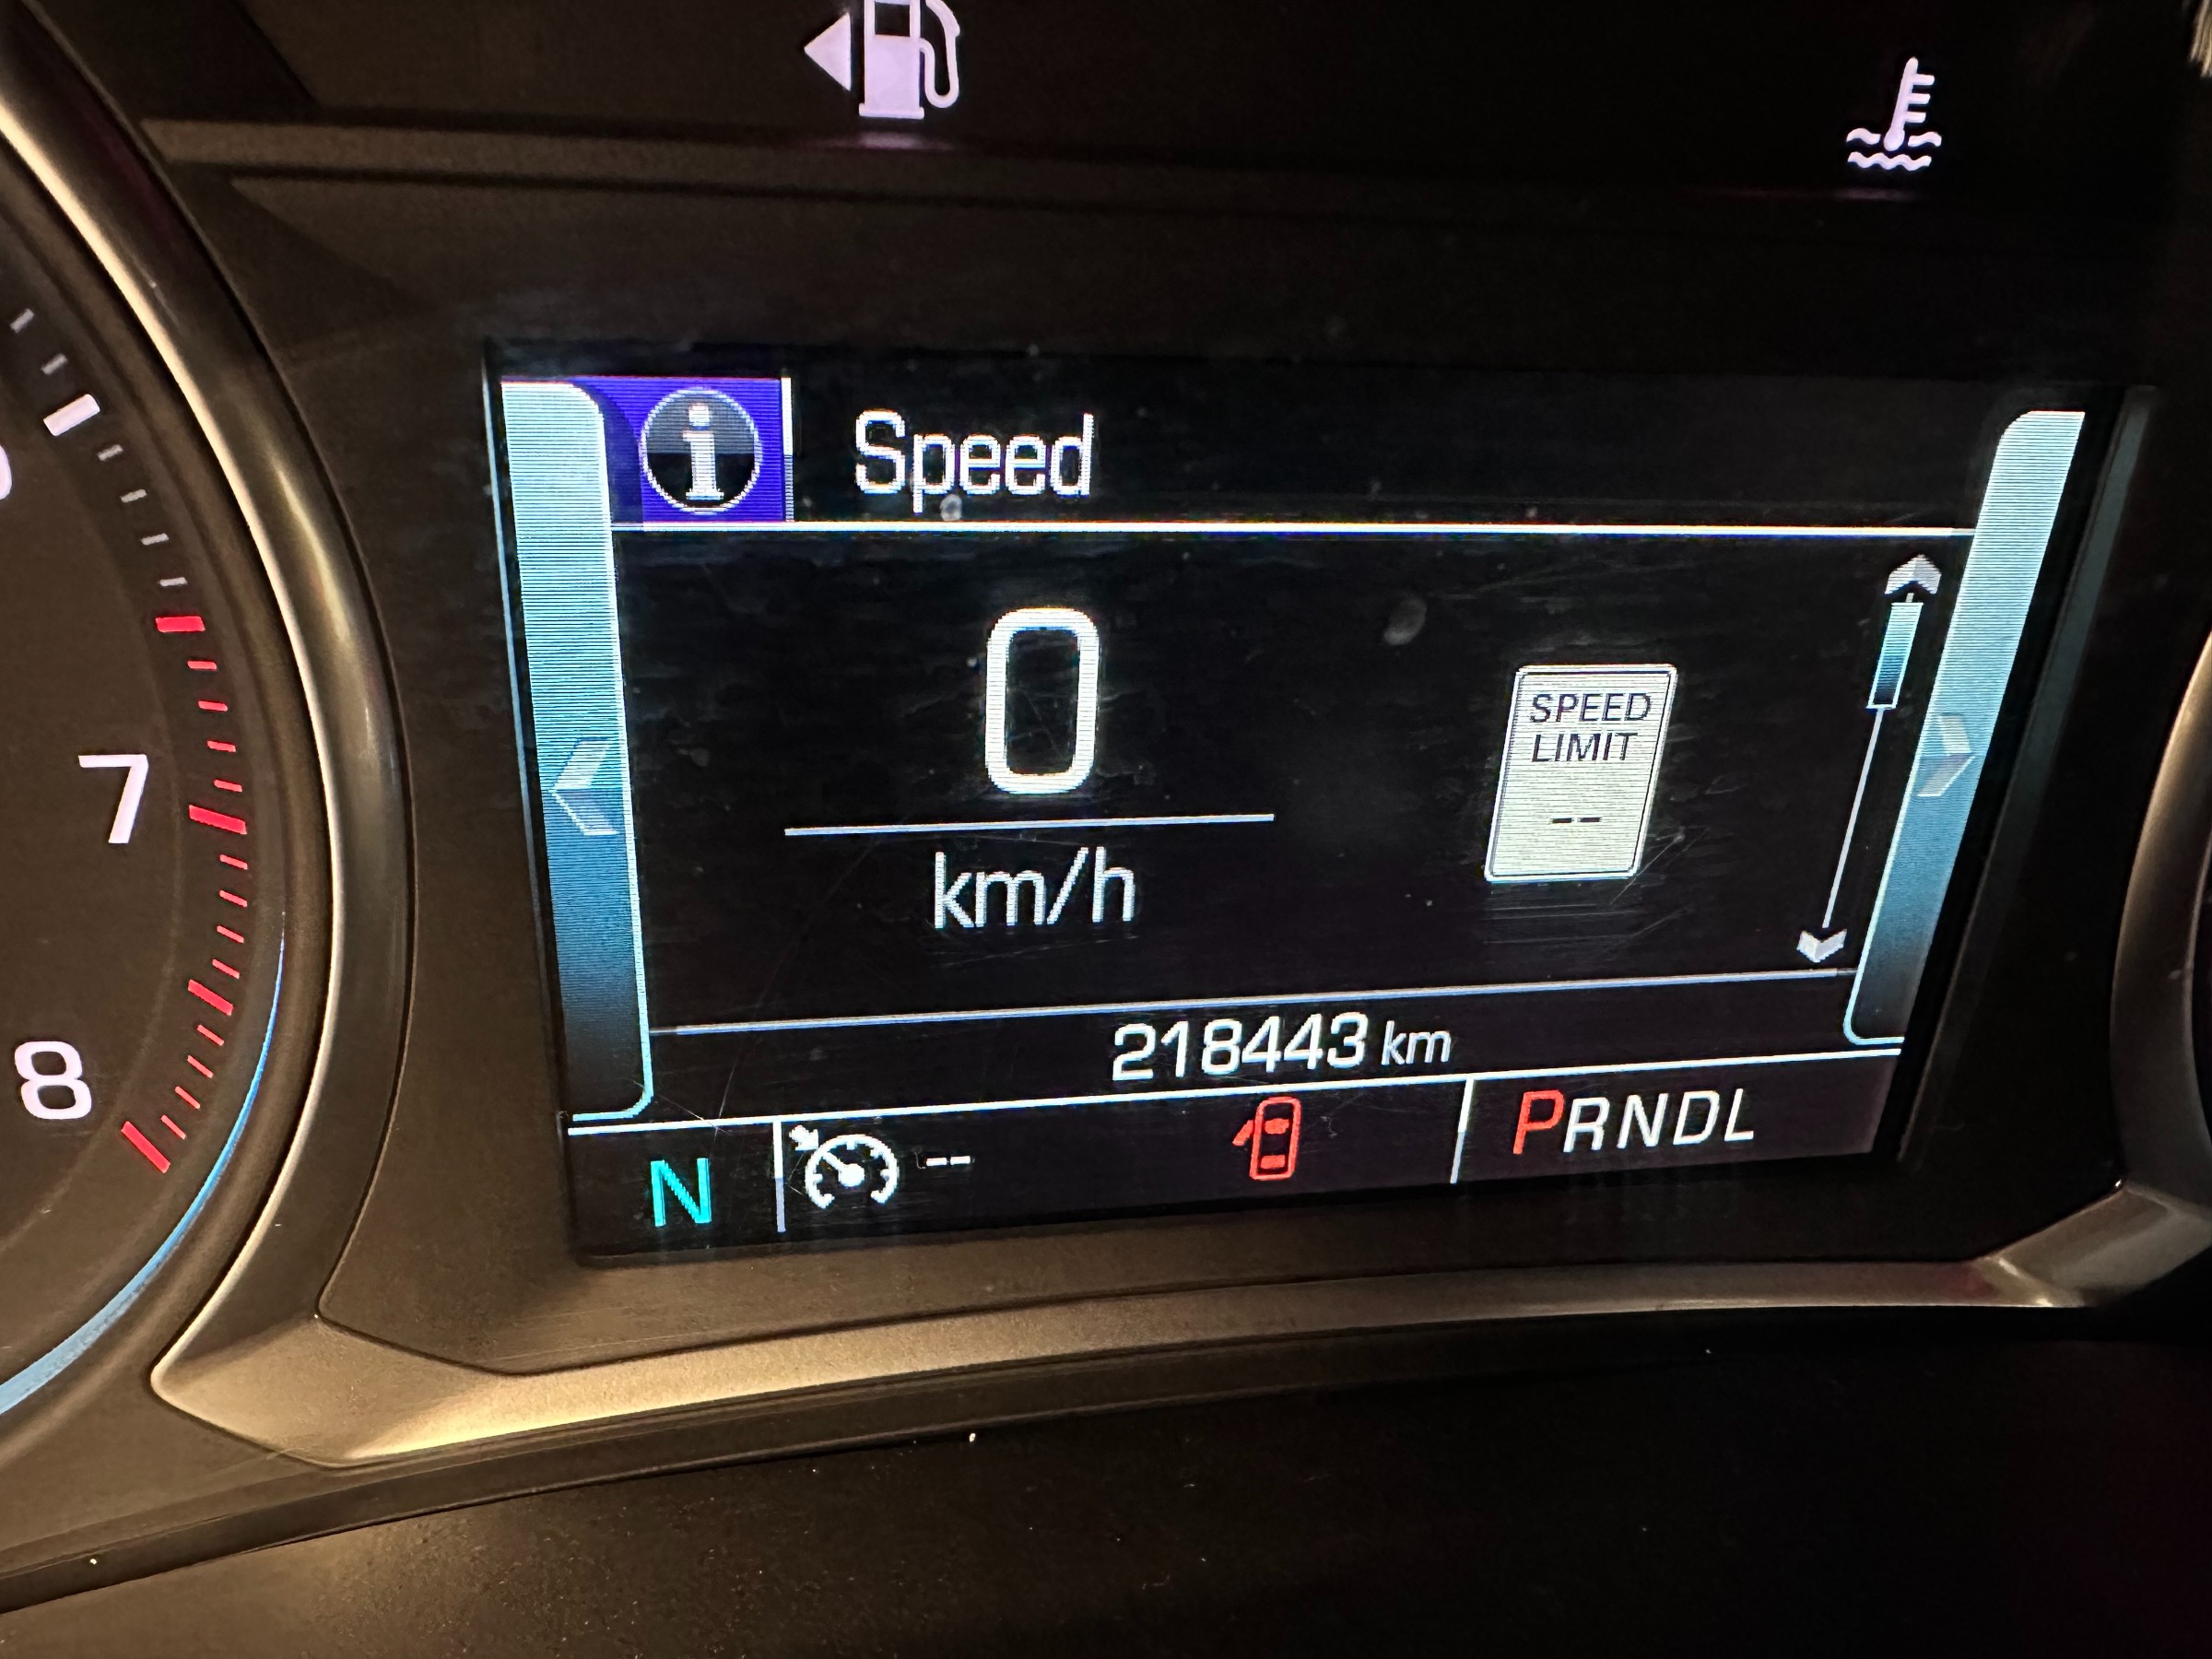 Speed
0
km/h
SPEED
LIMIT
--
7
8
218443 km
N
--
PRNDL